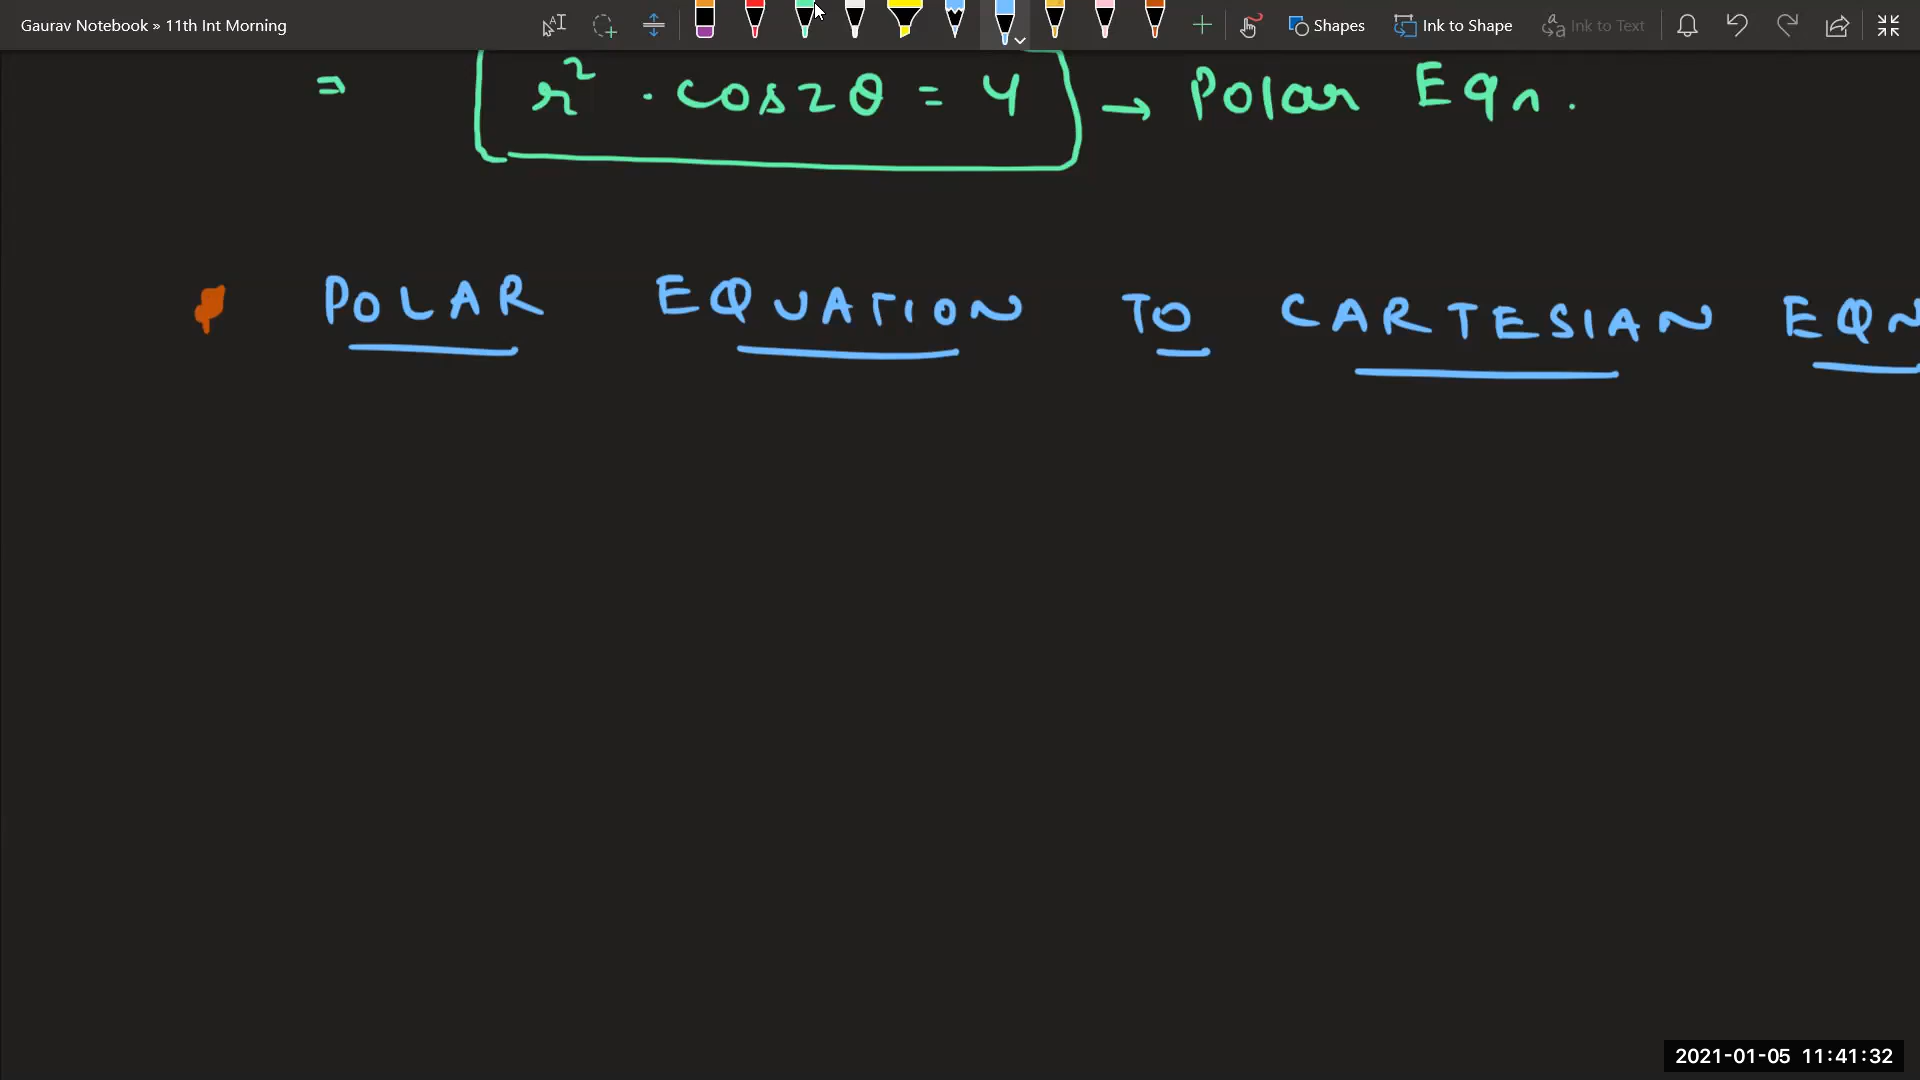 Gaurav Notebook » 11th Int Morning Shapes Ink to Shape Ink to Text
⇒ r² · cos2θ = 4 → Polar Eqn.
POLAR EQUATION TO CARTESIAN EQN
2021-01-05 11:41:32